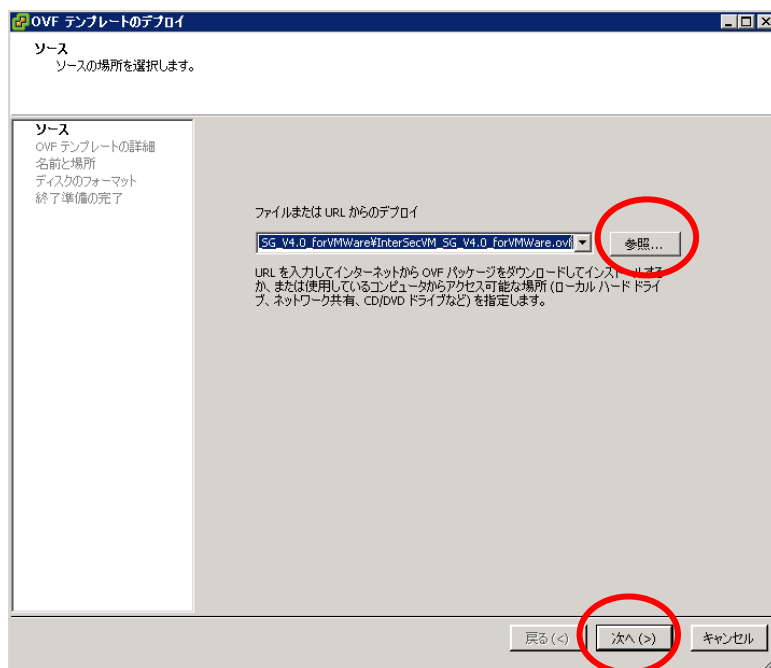 OVF テンプレートのデプロイ
ソース
ソースの場所を選択します。
ソース
OVF テンプレートの詳細
名前と場所
ディスクのフォーマット
終了準備の完了
ファイルまたは URL からのデプロイ
SG_V4.0_forVMWare¥InterSecVM_SG_V4.0_forVMWare.ovf
参照...
URL を入力してインターネットから OVF パッケージをダウンロードしてインストールする
か、または使用しているコンピュータからアクセス可能な場所 (ローカル ハード ドライ
ブ、ネットワーク共有、CD/DVD ドライブなど) を指定します。
戻る(<)
次へ (>)
キャンセル